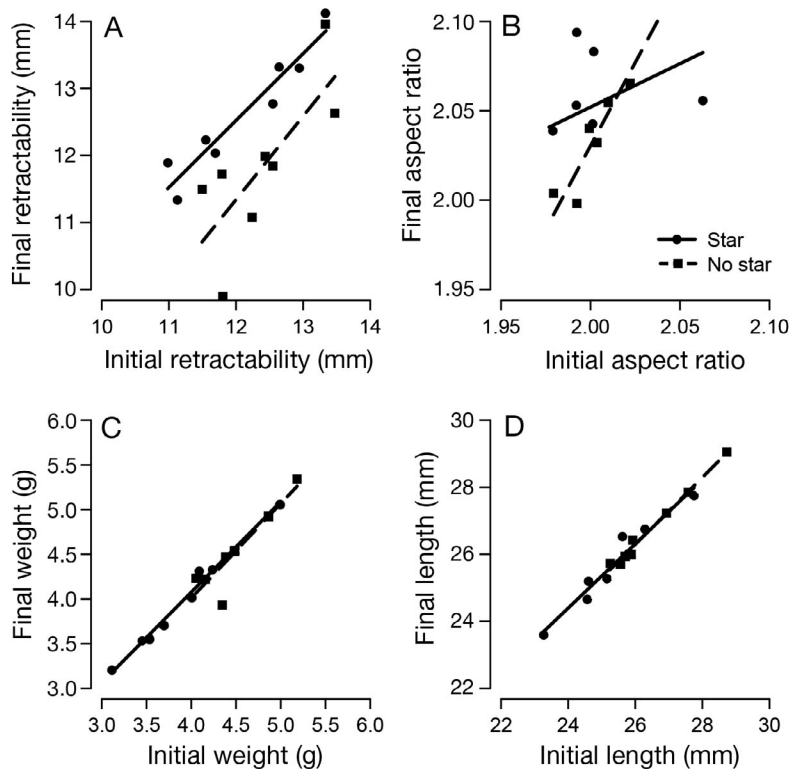 A
Final retractability (mm)
14
13
12
11
10
10 11 12 13 14
Initial retractability (mm)
B
Final aspect ratio
2.10
2.05
2.00
1.95
Star
No star
1.95 2.00 2.05 2.10
Initial aspect ratio
C
Final weight (g)
6.0
5.5
5.0
4.5
4.0
3.5
3.0
3.0 3.5 4.0 4.5 5.0 5.5 6.0
Initial weight (g)
D
Final length (mm)
30
28
26
24
22
22 24 26 28 30
Initial length (mm)